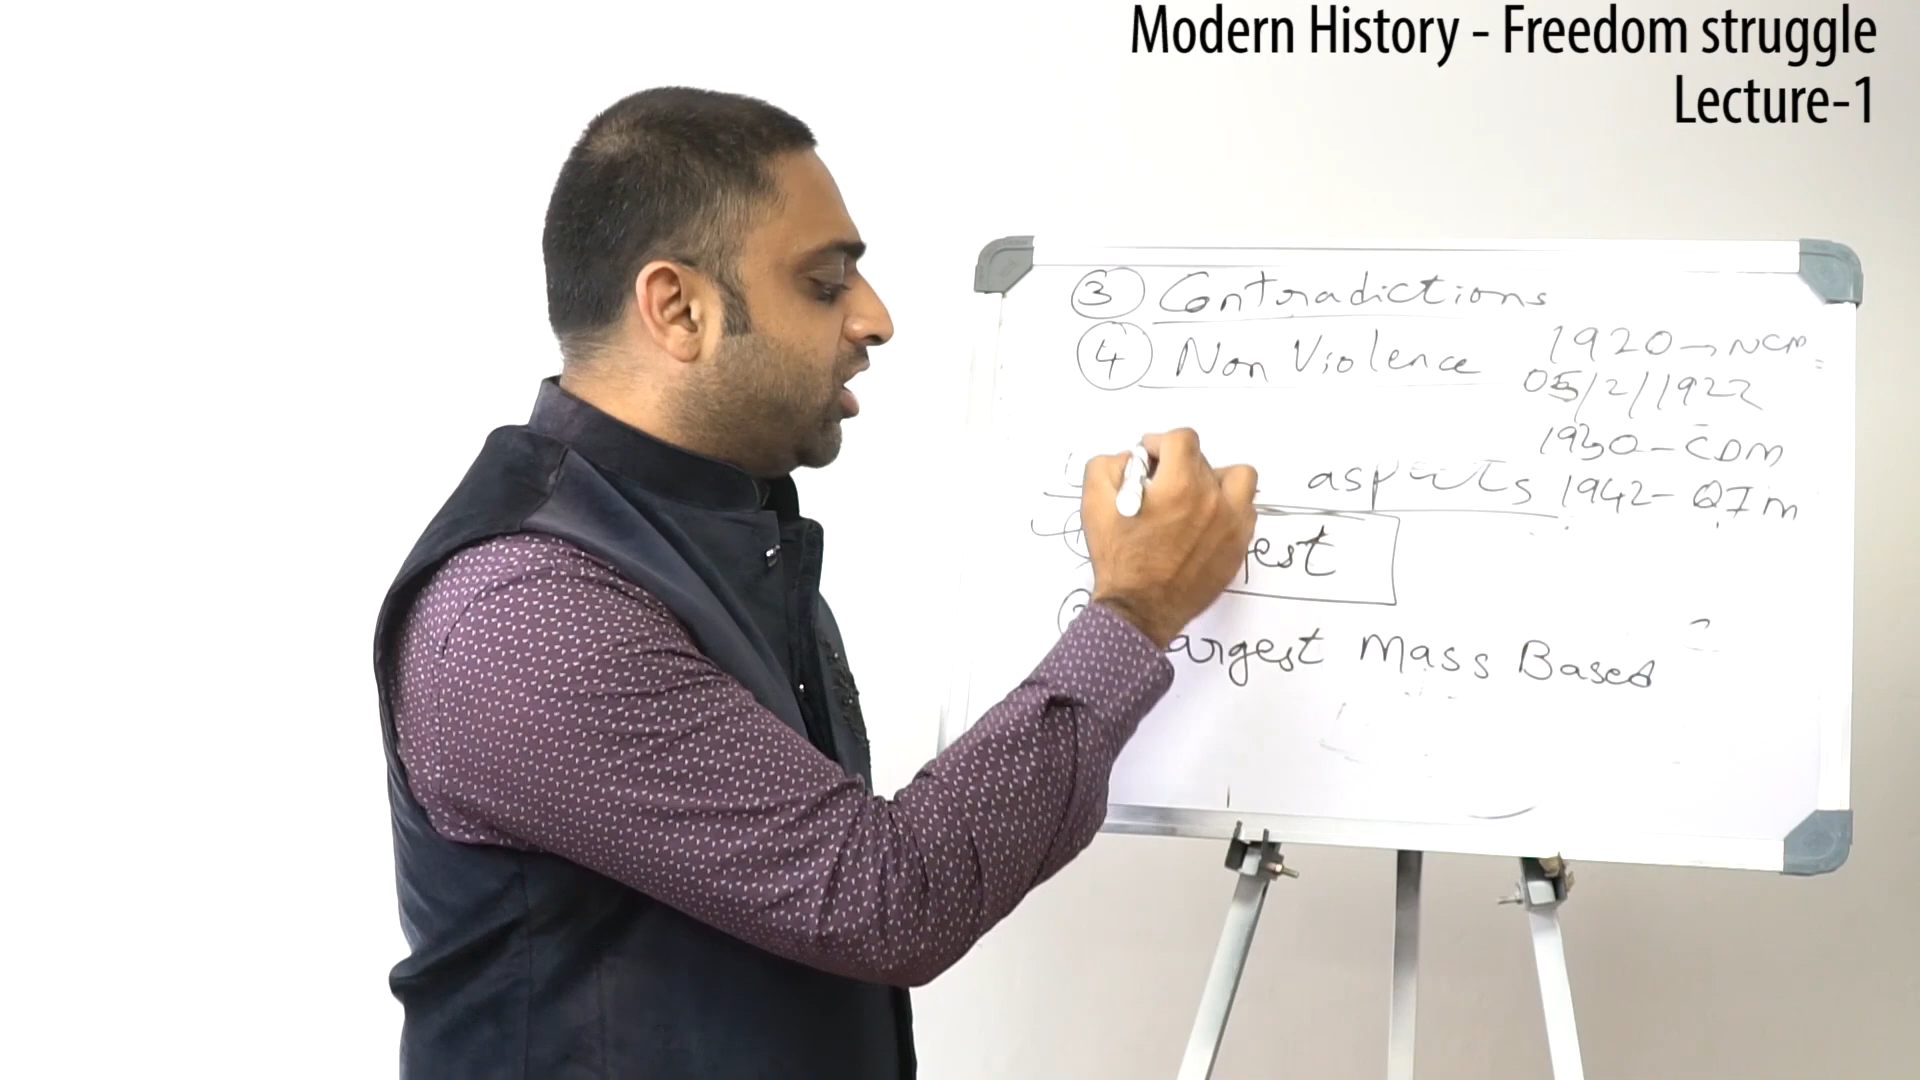 Modern History - Freedom struggle
Lecture-1
③ Contradictions
④ Non Violence
1920 → NCM
05/2/1922
1930 - CDM
aspects
1942 - QIM
gest
argest Mass Based